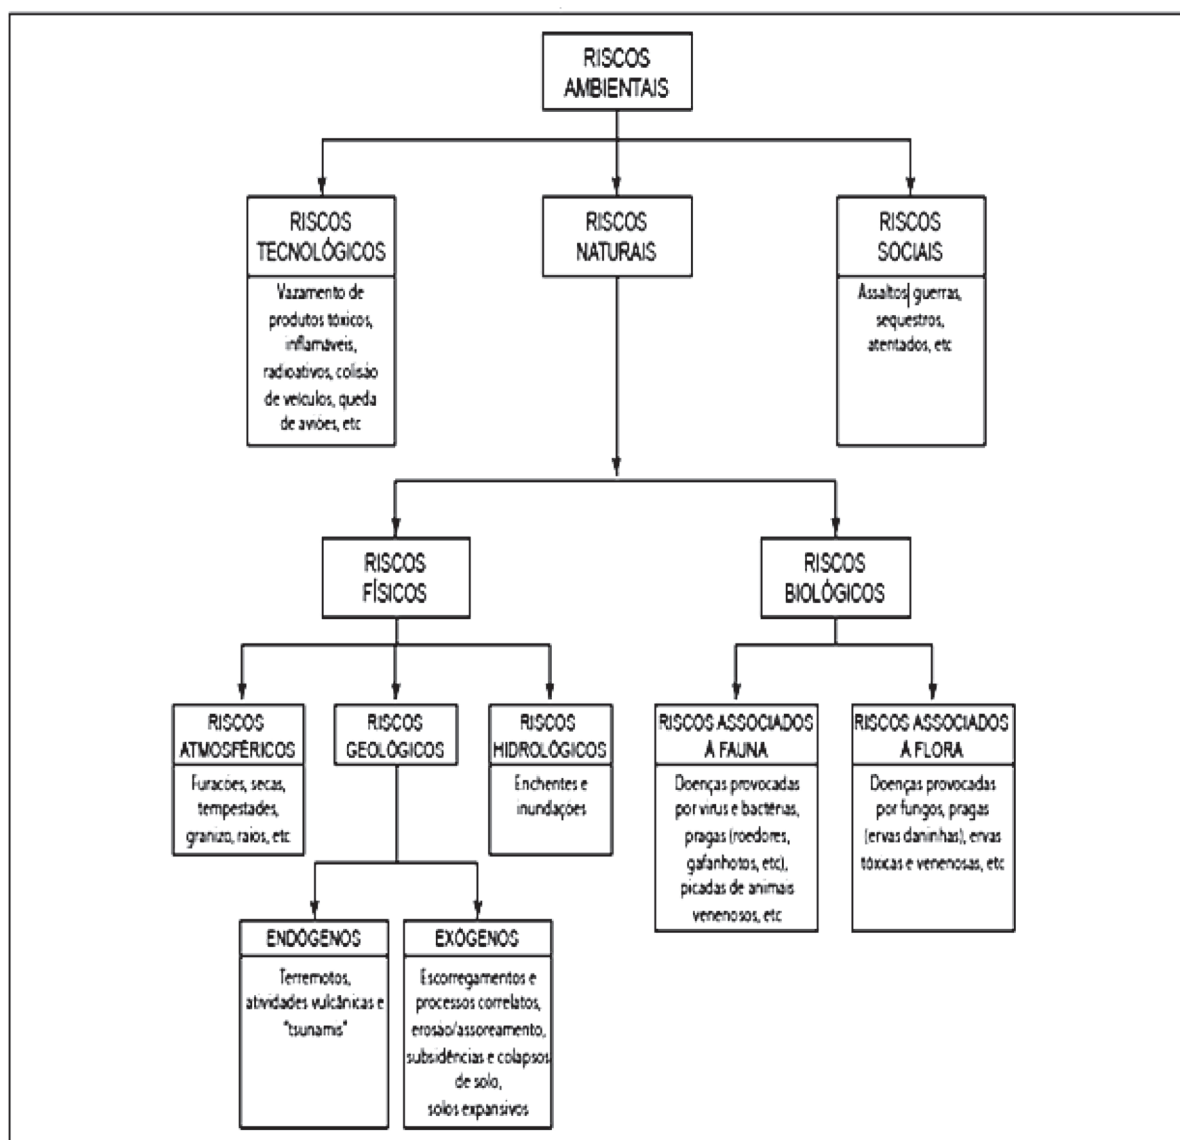 RISCOS
AMBIENTAIS
RISCOS
TECNOLÓGICOS
Vazamento de
produtos tóxicos,
inflamáveis,
radioativos, colisão
de veículos, queda
de aviões, etc
RISCOS
NATURAIS
RISCOS
SOCIAIS
Assaltos| guerras,
sequestros,
atentados, etc
RISCOS
FÍSICOS
RISCOS
BIOLÓGICOS
RISCOS
ATMOSFÉRICOS
Furacões, secas,
tempestades,
granizo, raios, etc
RISCOS
GEOLÓGICOS
RISCOS
HIDROLÓGICOS
Enchentes e
inundações
RISCOS ASSOCIADOS
À FAUNA
Doenças provocadas
por vírus e bactérias,
pragas (roedores,
gafanhotos, etc),
picadas de animais
venenosos, etc
RISCOS ASSOCIADOS
À FLORA
Doenças provocadas
por fungos, pragas
(ervas daninhas), ervas
tóxicas e venenosas, etc
ENDÓGENOS
Terremotos,
atividades vulcânicas e
"tsunamis"
EXÓGENOS
Escorregamentos e
processos correlatos,
erosão/assoreamento,
subsidências e colapsos
de solo,
solos expansivos